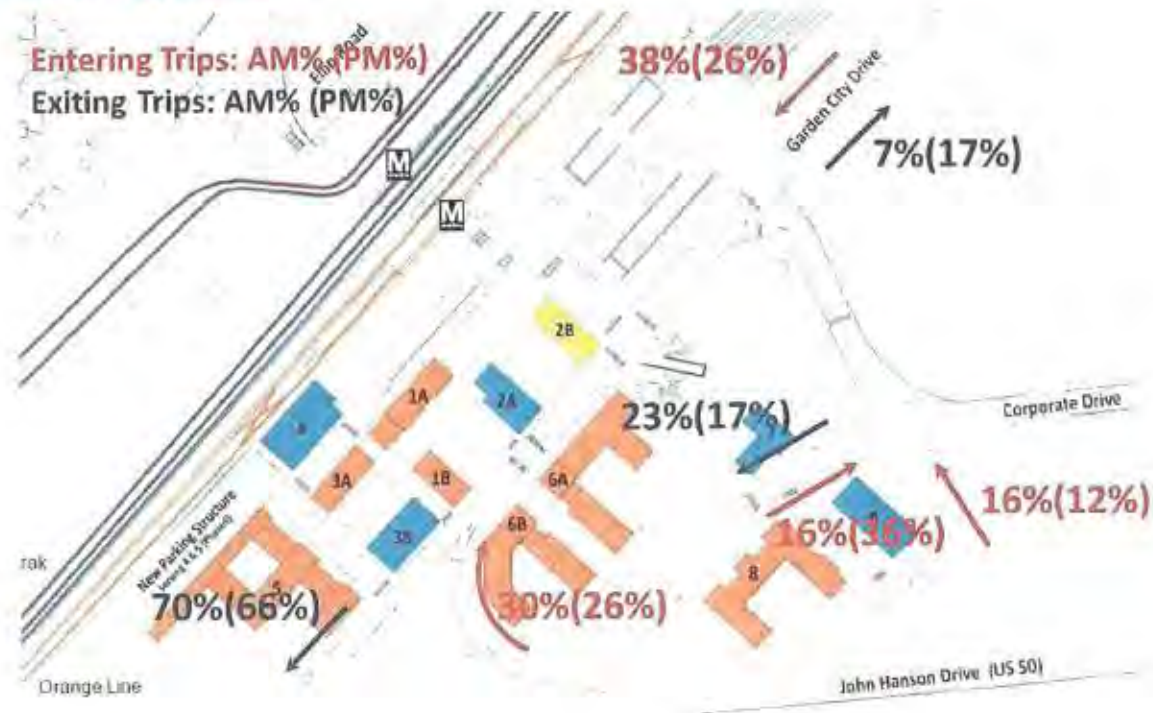 Entering Trips: AM% (PM%)
Exiting Trips: AM% (PM%)
38%(26%)
Garden City Drive
7%(17%)
M
M
2B
1A
2A
23%(17%)
Corporate Drive
3A
1B
6A
16%(12%)
3B
6B
16%(36%)
New Parking Structure
8
5
70%(66%)
30%(26%)
Orange Line
John Hanson Drive (US 50)